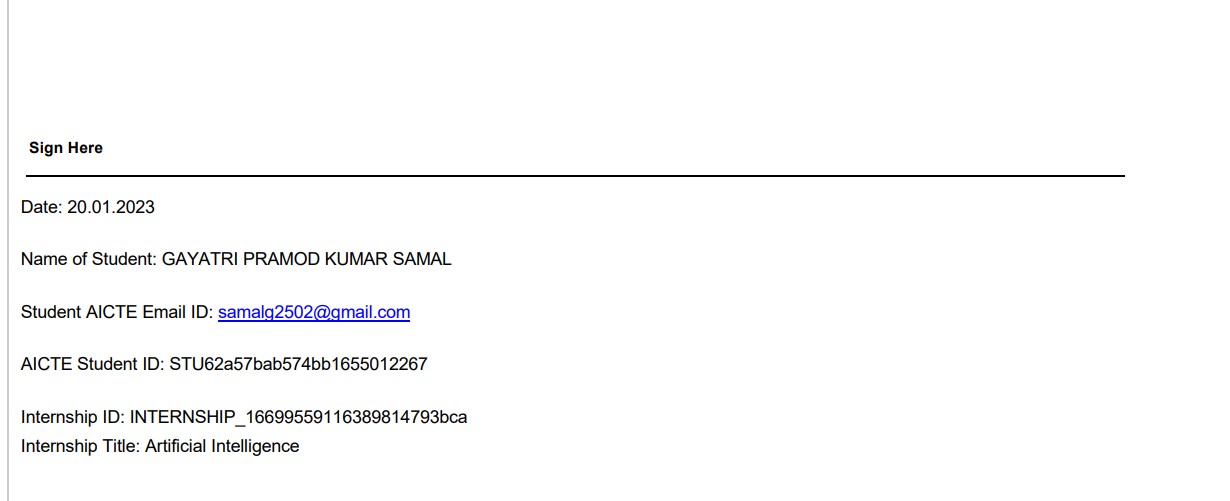 Sign Here
Date: 20.01.2023
Name of Student: GAYATRI PRAMOD KUMAR SAMAL
Student AICTE Email ID: samalg2502@gmail.com
AICTE Student ID: STU62a57bab574bb1655012267
Internship ID: INTERNSHIP_16699559116389814793bca
Internship Title: Artificial Intelligence